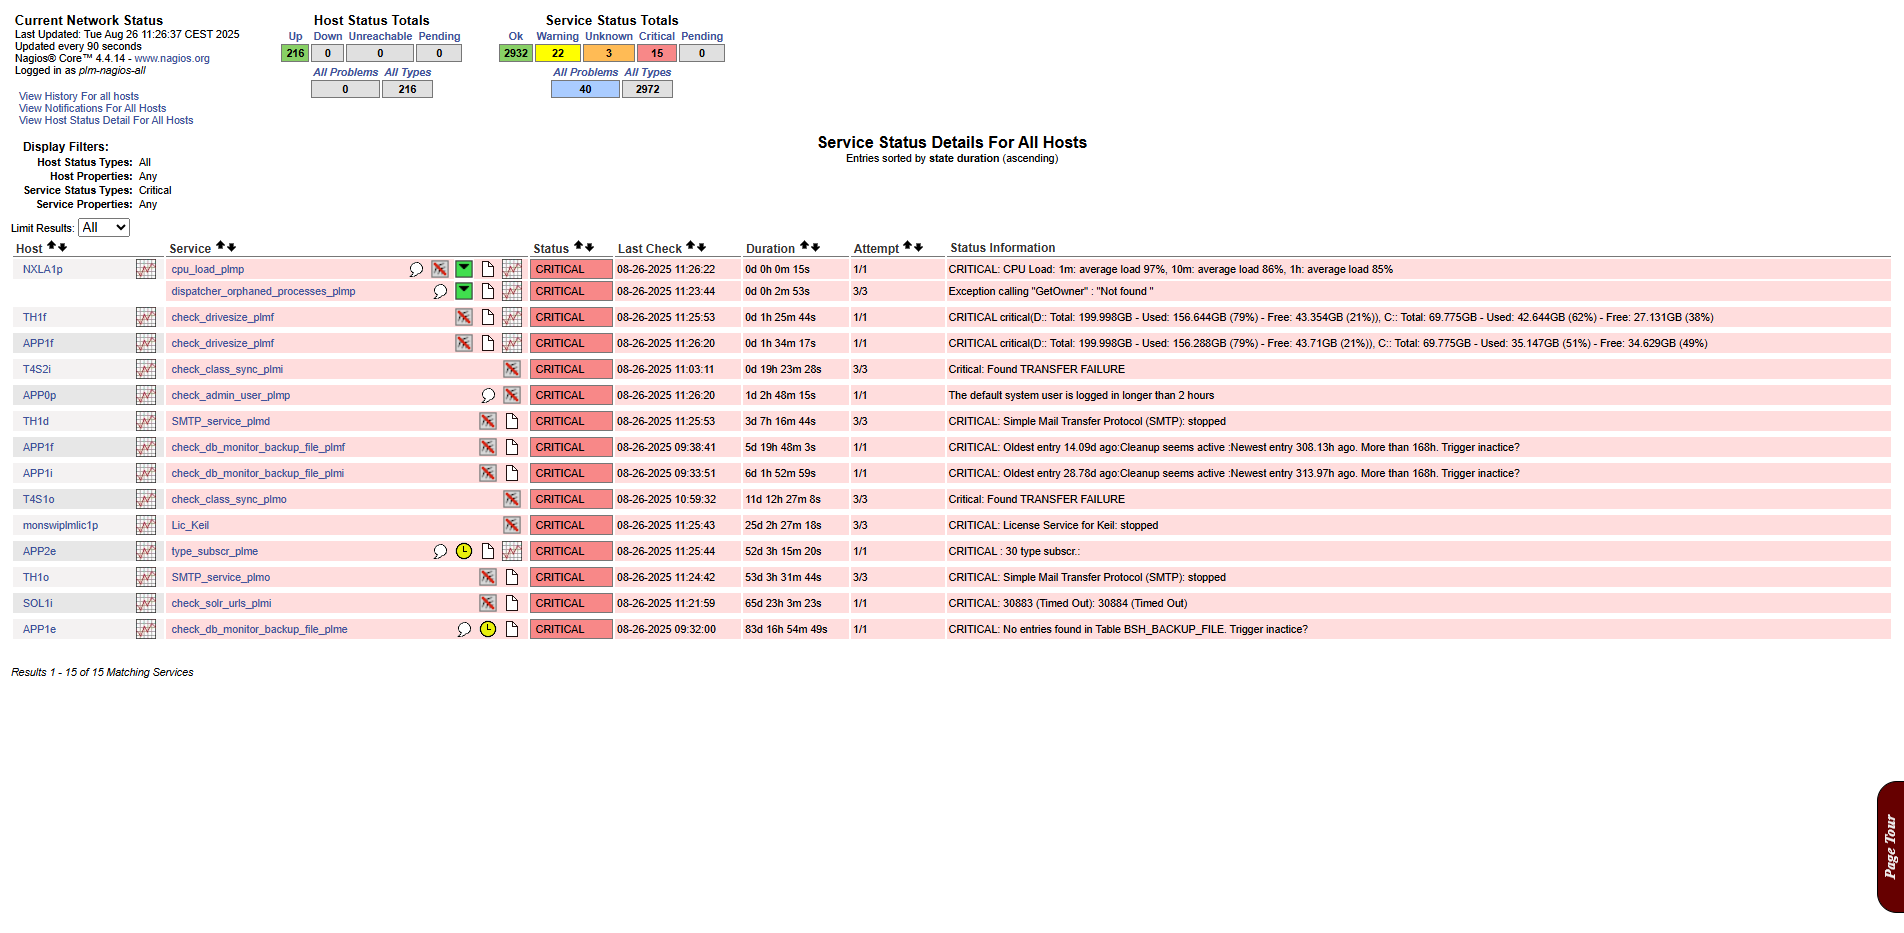 Current Network Status
Last Updated: Tue Aug 26 11:26:37 CEST 2025
Updated every 90 seconds
Nagios® Core™ 4.4.14 - www.nagios.org
Logged in as plm-nagios-all
View History For all hosts
View Notifications For All Hosts
View Host Status Detail For All Hosts
Host Status Totals
Up Down Unreachable Pending
216 0 0 0
All Problems All Types
0 216
Service Status Totals
Ok Warning Unknown Critical Pending
2932 22 3 15 0
All Problems All Types
40 2972
Display Filters:
Host Status Types: All
Host Properties: Any
Service Status Types: Critical
Service Properties: Any
Service Status Details For All Hosts
Entries sorted by state duration (ascending)
Limit Results: All
Host Service Status Last Check Duration Attempt Status Information
NXLA1p cpu_load_plmp CRITICAL 08-26-2025 11:26:22 0d 0h 0m 15s 1/1 CRITICAL: CPU Load: 1m: average load 97%, 10m: average load 86%, 1h: average load 85%
dispatcher_orphaned_processes_plmp CRITICAL 08-26-2025 11:23:44 0d 0h 2m 53s 3/3 Exception calling "GetOwner" : "Not found "
TH1f check_drivesize_plmf CRITICAL 08-26-2025 11:25:53 0d 1h 25m 44s 1/1 CRITICAL critical(D:: Total: 199.998GB - Used: 156.644GB (79%) - Free: 43.354GB (21%)), C:: Total: 69.775GB - Used: 42.644GB (62%) - Free: 27.131GB (38%)
APP1f check_drivesize_plmf CRITICAL 08-26-2025 11:26:20 0d 1h 34m 17s 1/1 CRITICAL critical(D:: Total: 199.998GB - Used: 156.288GB (79%) - Free: 43.71GB (21%)), C:: Total: 69.775GB - Used: 35.147GB (51%) - Free: 34.629GB (49%)
T4S2i check_class_sync_plmi CRITICAL 08-26-2025 11:03:11 0d 19h 23m 28s 3/3 Critical: Found TRANSFER FAILURE
APP0p check_admin_user_plmp CRITICAL 08-26-2025 11:26:20 1d 2h 48m 15s 1/1 The default system user is logged in longer than 2 hours
TH1d SMTP_service_plmd CRITICAL 08-26-2025 11:25:53 3d 7h 16m 44s 3/3 CRITICAL: Simple Mail Transfer Protocol (SMTP): stopped
APP1f check_db_monitor_backup_file_plmf CRITICAL 08-26-2025 09:38:41 5d 19h 48m 3s 1/1 CRITICAL: Oldest entry 14.09d ago:Cleanup seems active :Newest entry 308.13h ago. More than 168h. Trigger inactice?
APP1i check_db_monitor_backup_file_plmi CRITICAL 08-26-2025 09:33:51 6d 1h 52m 59s 1/1 CRITICAL: Oldest entry 28.78d ago:Cleanup seems active :Newest entry 313.97h ago. More than 168h. Trigger inactice?
T4S1o check_class_sync_plmo CRITICAL 08-26-2025 10:59:32 11d 12h 27m 8s 3/3 Critical: Found TRANSFER FAILURE
monswiplmlic1p Lic_Keil CRITICAL 08-26-2025 11:25:43 25d 2h 27m 18s 3/3 CRITICAL: License Service for Keil: stopped
APP2e type_subscr_plme CRITICAL 08-26-2025 11:25:44 52d 3h 15m 20s 1/1 CRITICAL : 30 type subscr.:
TH1o SMTP_service_plmo CRITICAL 08-26-2025 11:24:42 53d 3h 31m 44s 3/3 CRITICAL: Simple Mail Transfer Protocol (SMTP): stopped
SOL1i check_solr_urls_plmi CRITICAL 08-26-2025 11:21:59 65d 23h 3m 23s 1/1 CRITICAL: 30883 (Timed Out): 30884 (Timed Out)
APP1e check_db_monitor_backup_file_plme CRITICAL 08-26-2025 09:32:00 83d 16h 54m 49s 1/1 CRITICAL: No entries found in Table BSH_BACKUP_FILE. Trigger inactice?
Results 1 - 15 of 15 Matching Services
Page Tour